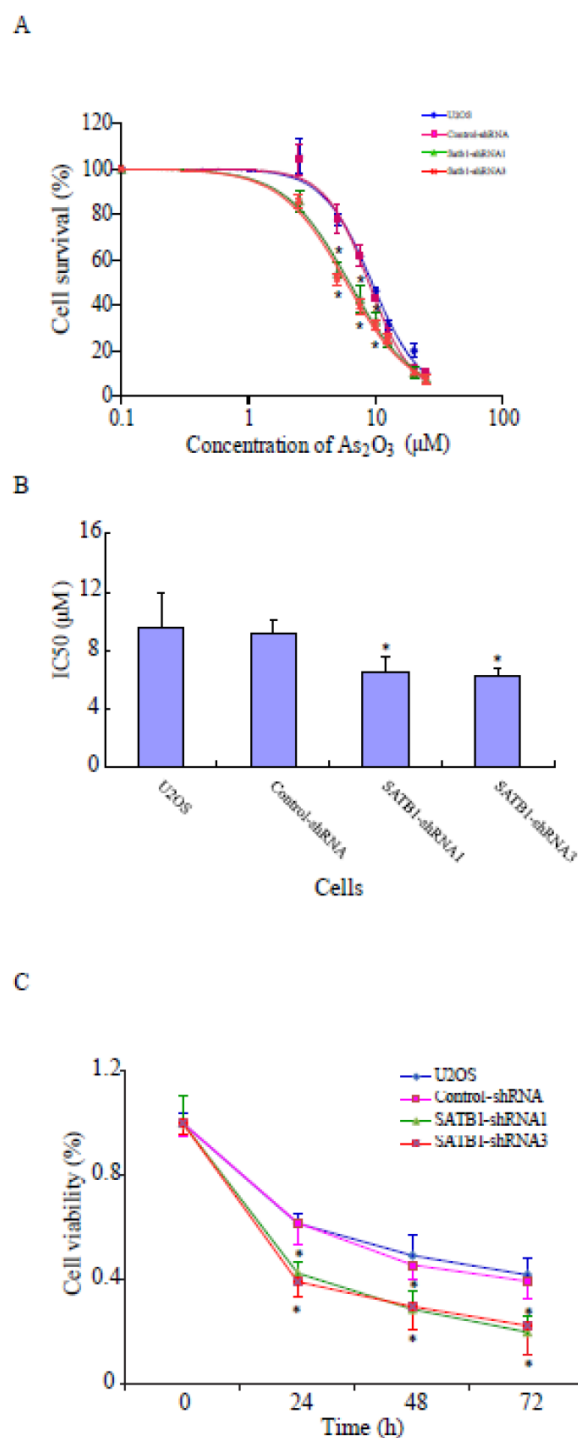 A
U2OS
Control-shRNA
Satb1-shRNA1
Satb1-shRNA3
Cell survival (%)
120
100
80
60
40
20
0
*
*
*
*
*
*
0.1
1
10
100
Concentration of As₂O₃ (μM)
B
IC50 (μM)
16
12
8
4
0
*
*
U2OS
Control-shRNA
SATB1-shRNA1
SATB1-shRNA3
Cells
C
U2OS
Control-shRNA
SATB1-shRNA1
SATB1-shRNA3
Cell viability (%)
1.2
0.8
0.4
0.0
*
*
*
*
*
*
0
24
48
72
Time (h)